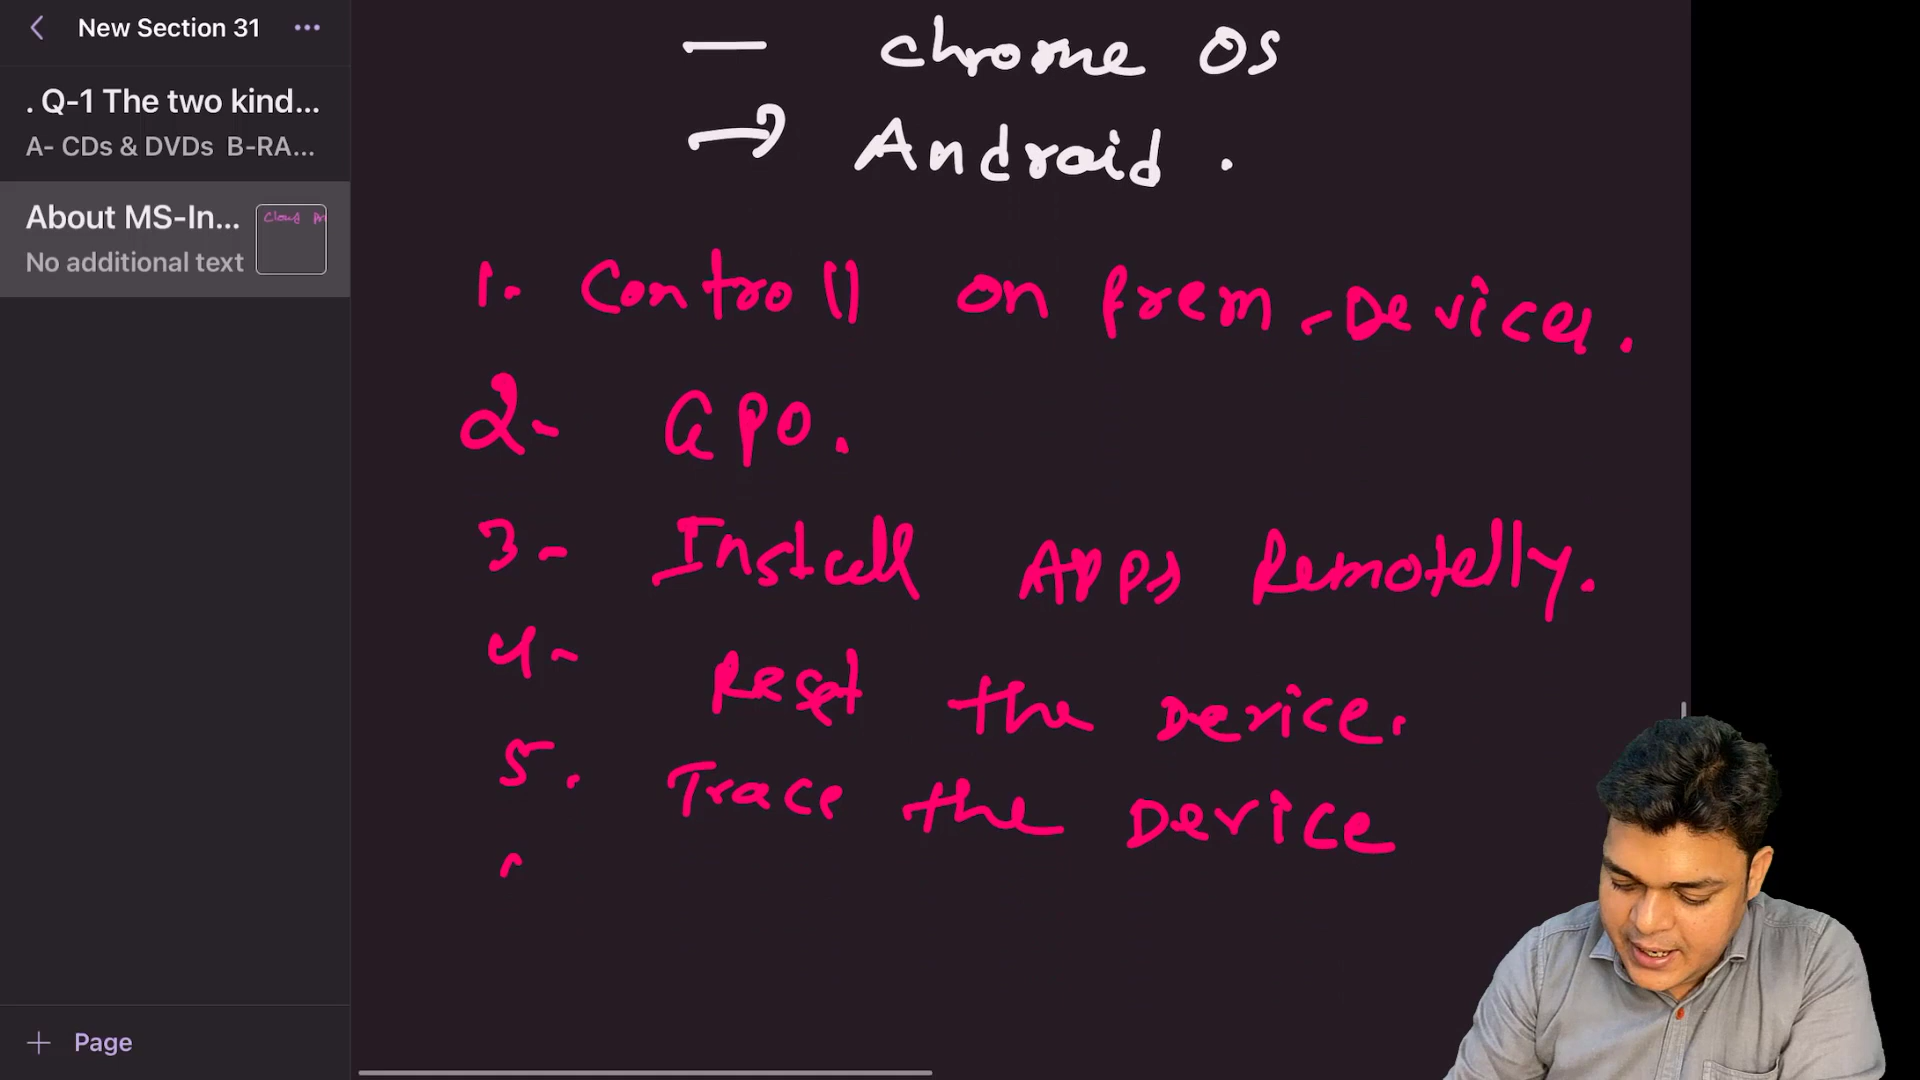 New Section 31
. Q-1 The two kind...
A- CDs & DVDs B-RA...
About MS-In...
No additional text
Page
— chrome OS
→ Android .
1. Controll on prem-Devices.
2- GPO.
3- Install Apps Remotelly.
4- Reset the Device.
5. Trace the Device